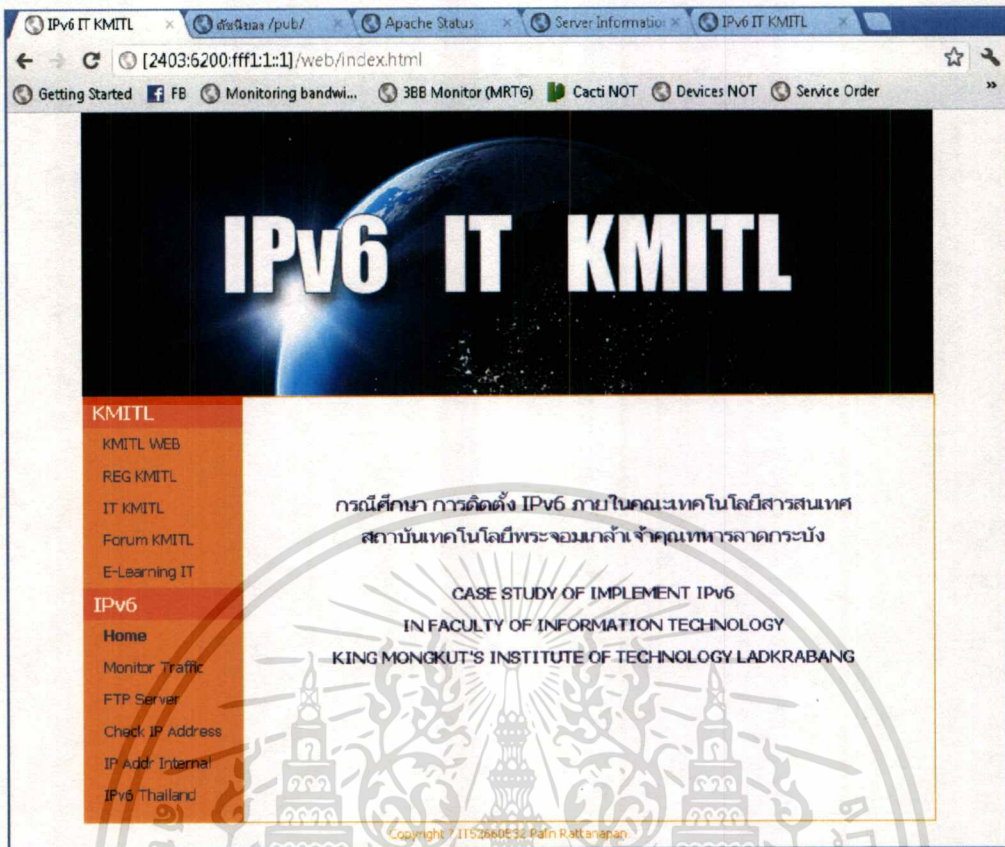 IPv6 IT KMITL
ดัชนีของ /pub/
Apache Status
Server Information
IPv6 IT KMITL
[2403:6200:fff1:1::1]/web/index.html
Getting Started FB Monitoring bandwi... 3BB Monitor (MRTG) Cacti NOT Devices NOT Service Order »
IPv6 IT KMITL
KMITL
KMITL WEB
REG KMITL
IT KMITL
Forum KMITL
E-Learning IT
IPv6
Home
Monitor Traffic
FTP Server
Check IP Address
IP Addr Internal
IPv6 Thailand
กรณีศึกษา การติดตั้ง IPv6 ภายในคณะเทคโนโลยีสารสนเทศ
สถาบันเทคโนโลยีพระจอมเกล้าเจ้าคุณทหารลาดกระบัง
CASE STUDY OF IMPLEMENT IPv6
IN FACULTY OF INFORMATION TECHNOLOGY
KING MONGKUT'S INSTITUTE OF TECHNOLOGY LADKRABANG
Copyright Rattanapan